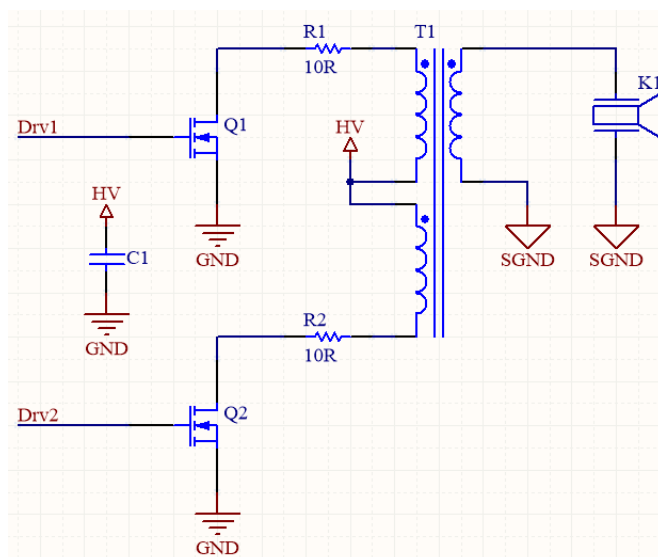 R1
T1
10R
K1
Drv1
Q1
HV
HV
C1
GND
SGND
SGND
GND
R2
10R
Drv2
Q2
GND